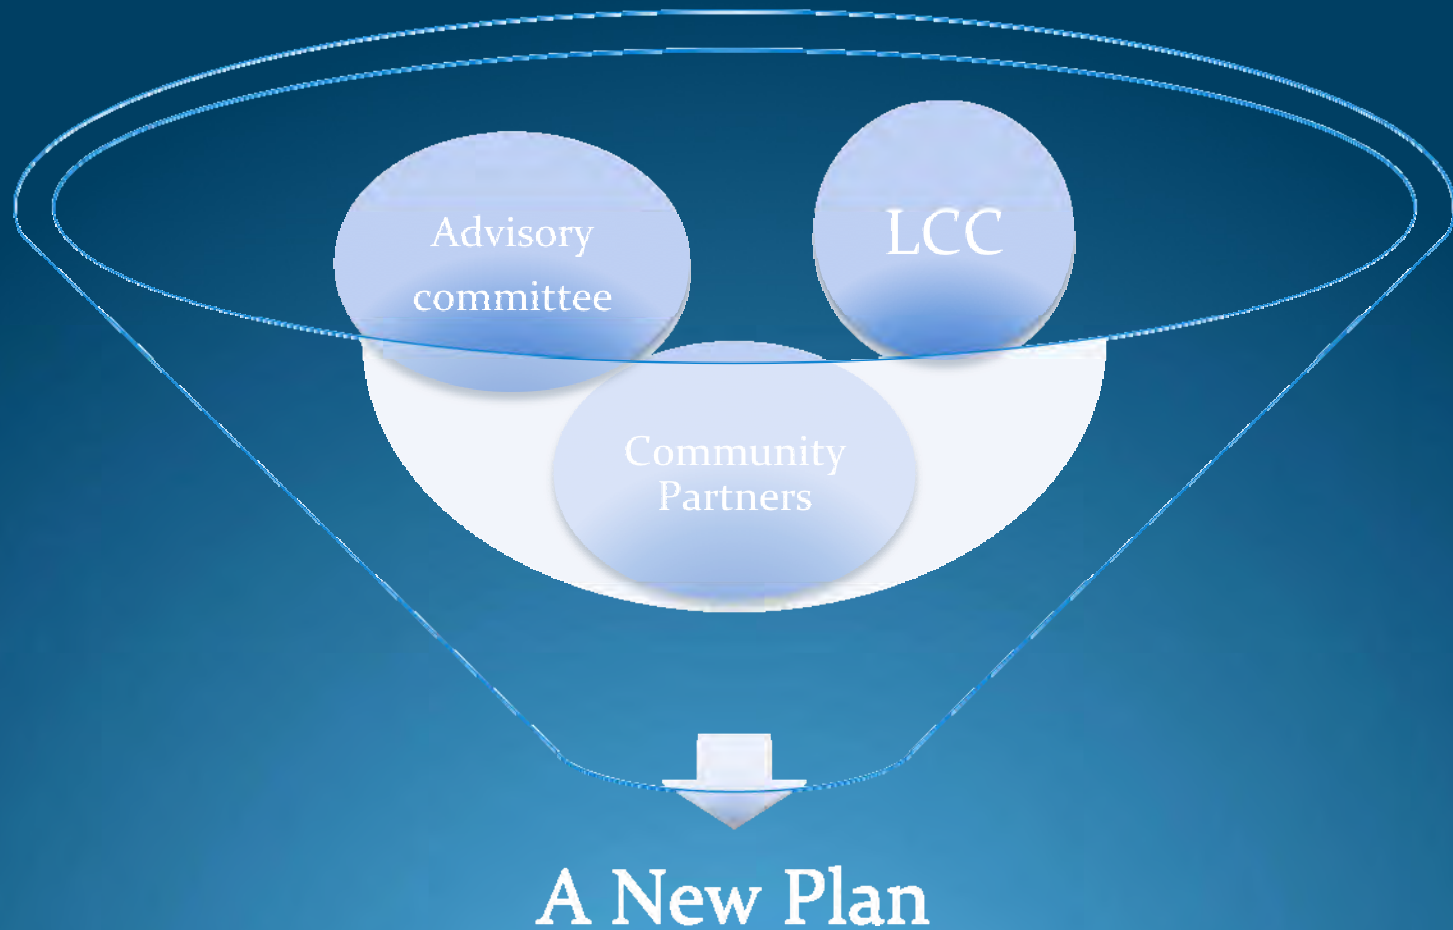 Advisory
committee
LCC
Community
Partners
A New Plan